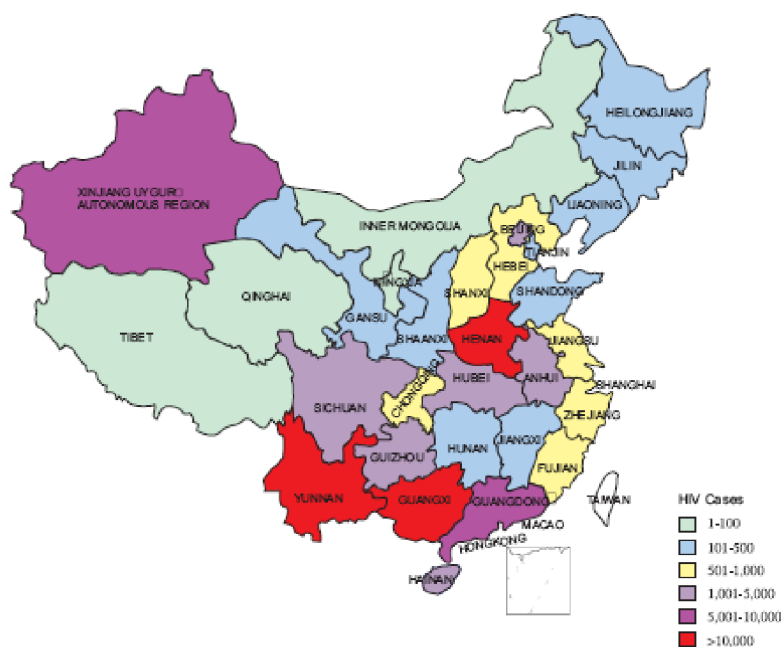 HEILONGJIANG
JILIN
LIAONING
XINJIANG UYGUR□
AUTONOMOUS REGION
INNER MONGOLIA
BEIJING
TIANJIN
HEBEI
NINGXIA
SHANXI
SHANDONG
QINGHAI
GANSU
TIBET
SHAANXI
HENAN
JIANGSU
HUBEI
ANHUI
SHANGHAI
CHONGQING
SICHUAN
ZHEJIANG
HUNAN
JIANGXI
GUIZHOU
FUJIAN
YUNNAN
GUANGXI
GUANGDONG
TAIWAN
MACAO
HONGKONG
HAINAN
HIV Cases
1-100
101-500
501-1,000
1,001-5,000
5,001-10,000
>10,000